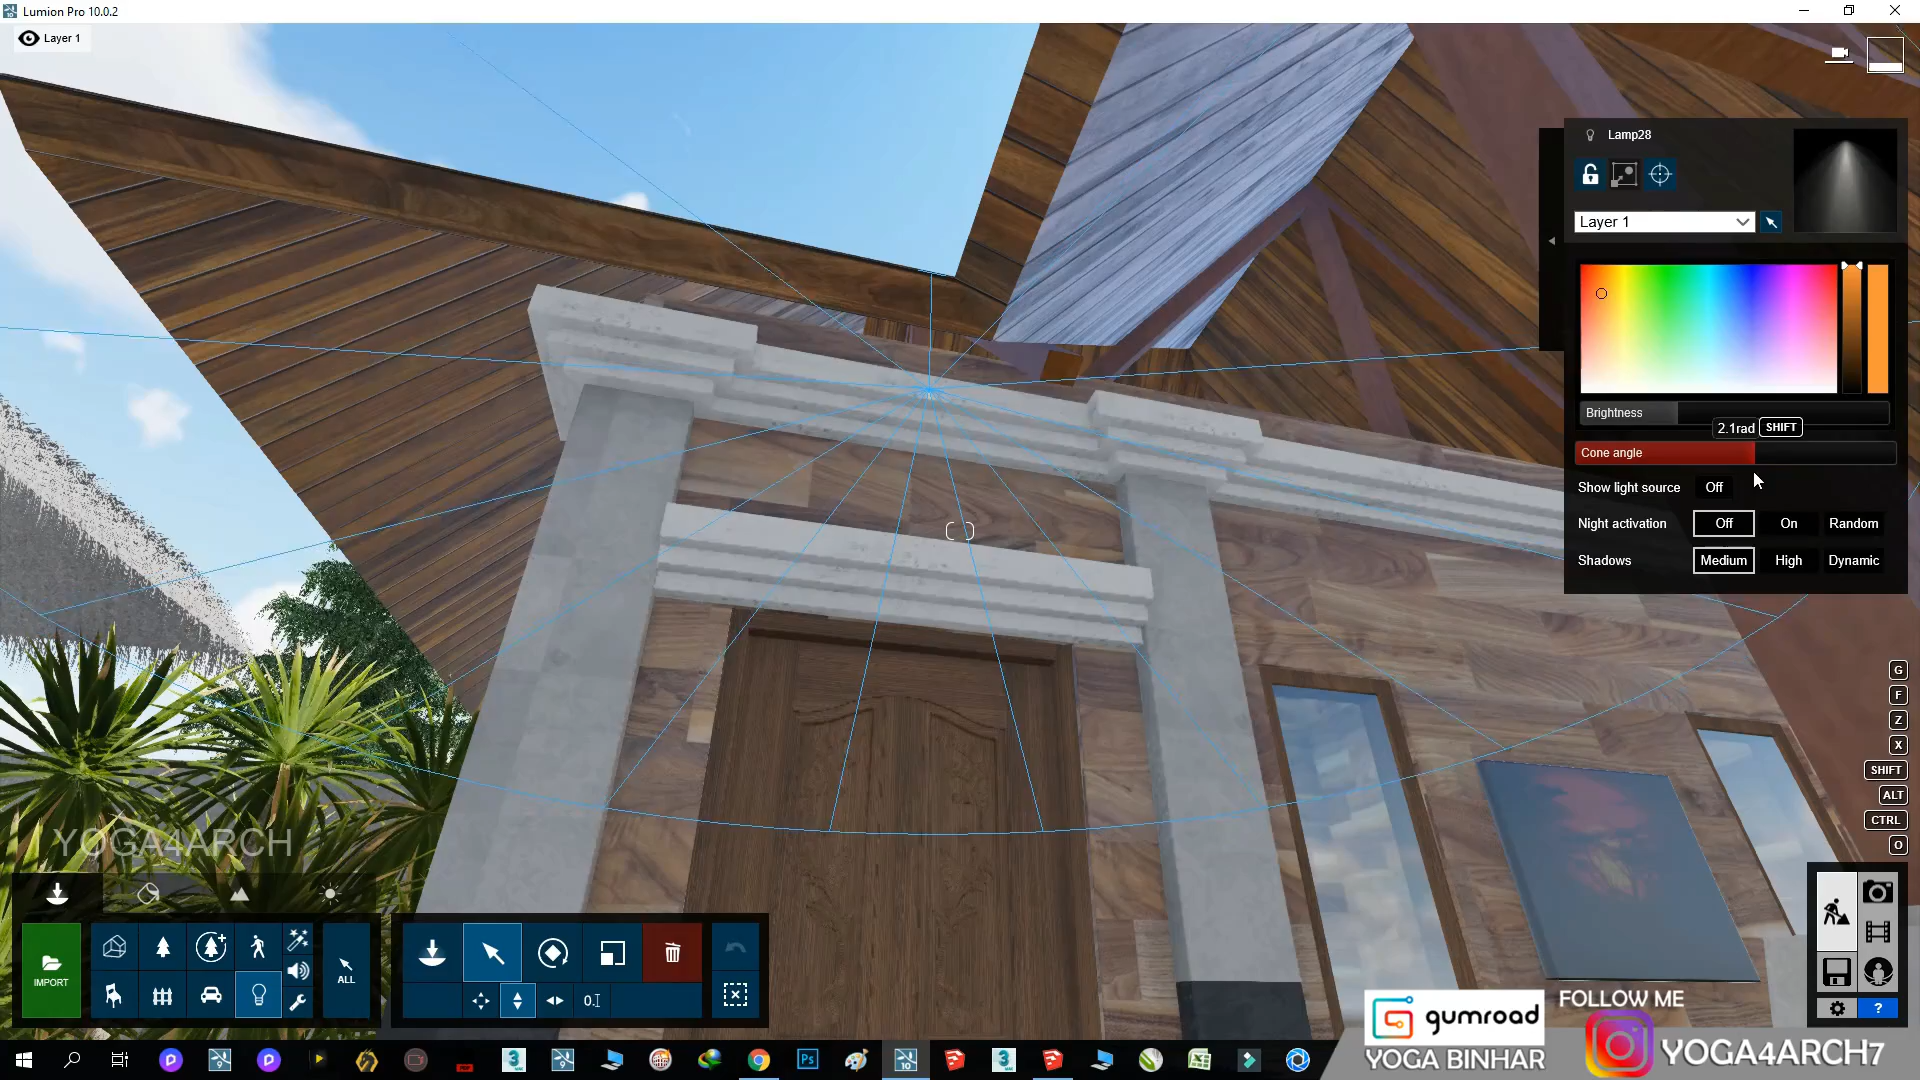 Lumion Pro 10.0.2
Layer 1
Lamp28
Layer 1
Brightness
2.1rad SHIFT
Cone angle
Show light source Off
Night activation Off On Random
Shadows Medium High Dynamic
G
F
Z
X
SHIFT
ALT
CTRL
O
YOGA4ARCH
IMPORT
ALL
?
gumroad
YOGA BINHAR
FOLLOW ME
YOGA4ARCH7
Ps